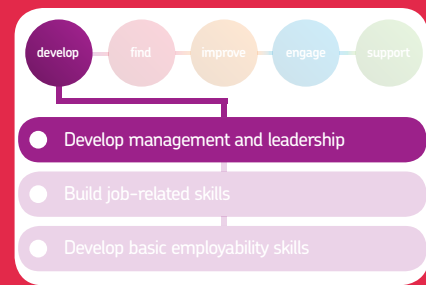 develop find improve engage support
Develop management and leadership
Build job-related skills
Develop basic employability skills